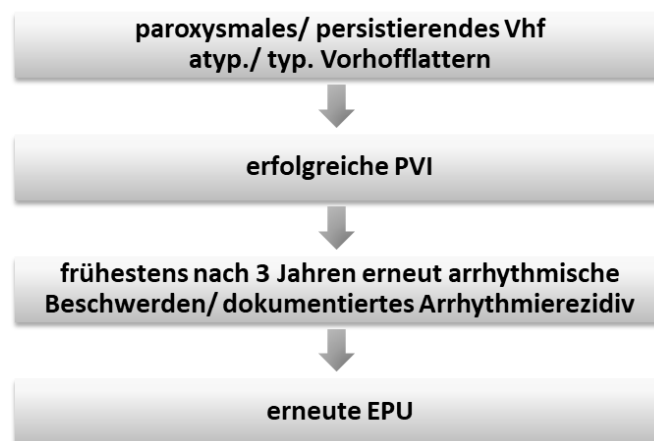 paroxysmales/ persistierendes Vhf
atyp./ typ. Vorhofflattern
erfolgreiche PVI
frühestens nach 3 Jahren erneut arrhythmische
Beschwerden/ dokumentiertes Arrhythmierezidiv
erneute EPU